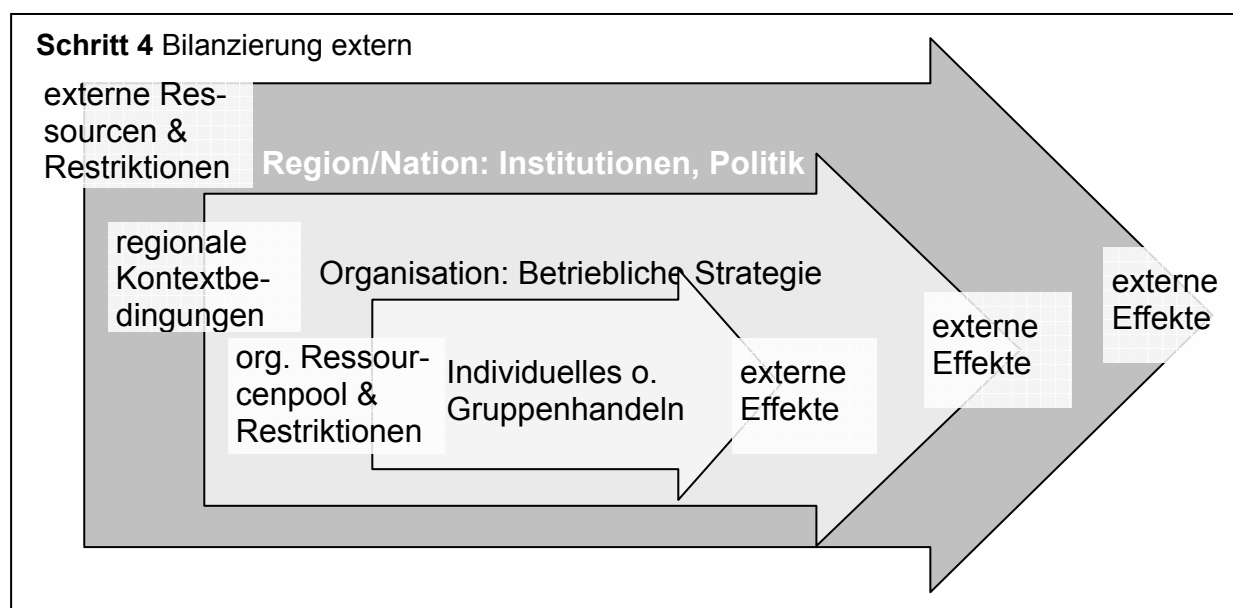 Schritt 4 Bilanzierung extern
externe Res-
sourcen &
Restriktionen
Region/Nation: Institutionen, Politik
regionale
Kontextbe-
dingungen
Organisation: Betriebliche Strategie
org. Ressour-
cenpool &
Restriktionen
Individuelles o.
Gruppenhandeln
externe
Effekte
externe
Effekte
externe
Effekte